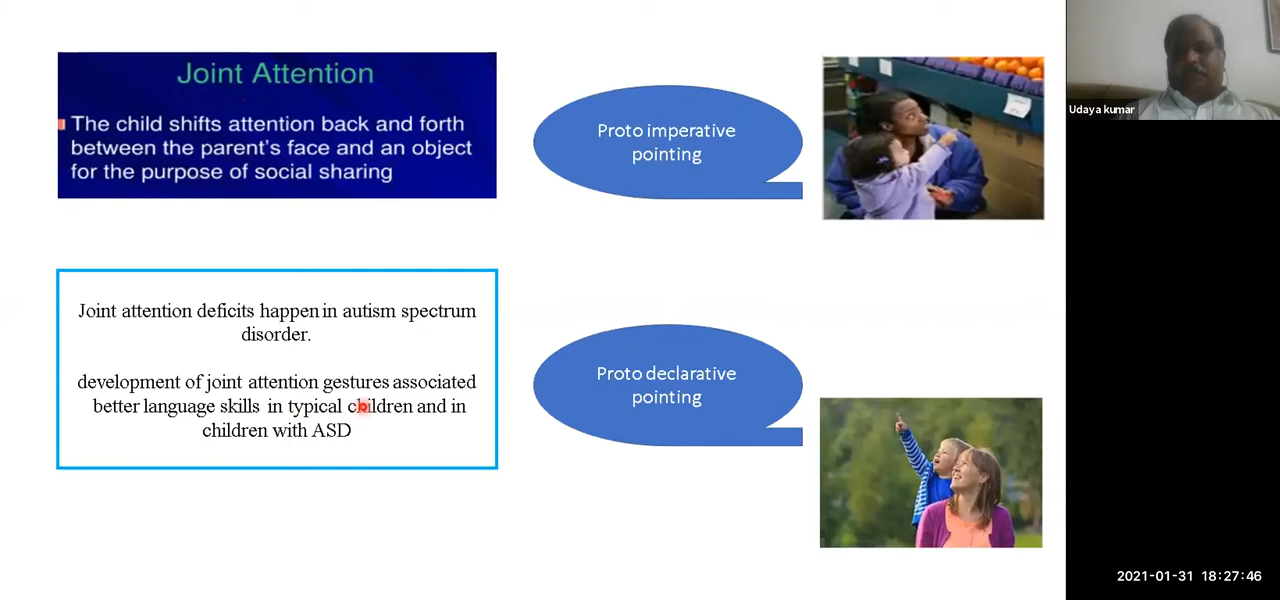 Joint Attention
The child shifts attention back and forth
between the parent's face and an object
for the purpose of social sharing
Proto imperative
pointing
Joint attention deficits happen in autism spectrum
disorder.
development of joint attention gestures associated
better language skills in typical children and in
children with ASD
Proto declarative
pointing
Udaya kumar
2021-01-31 18:27:46